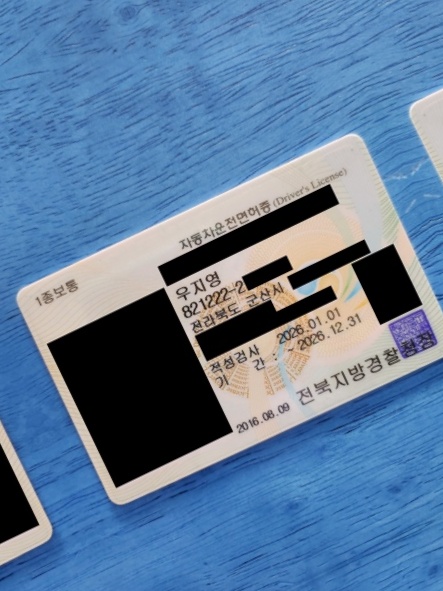 1종보통
자동차운전면허증 (Driver's License)
우지영
821222-2
전라북도 군산시
적성검사 2026.01.01
기 간 : ~ 2026.12.31
2016.08.09
전북지방경찰청장